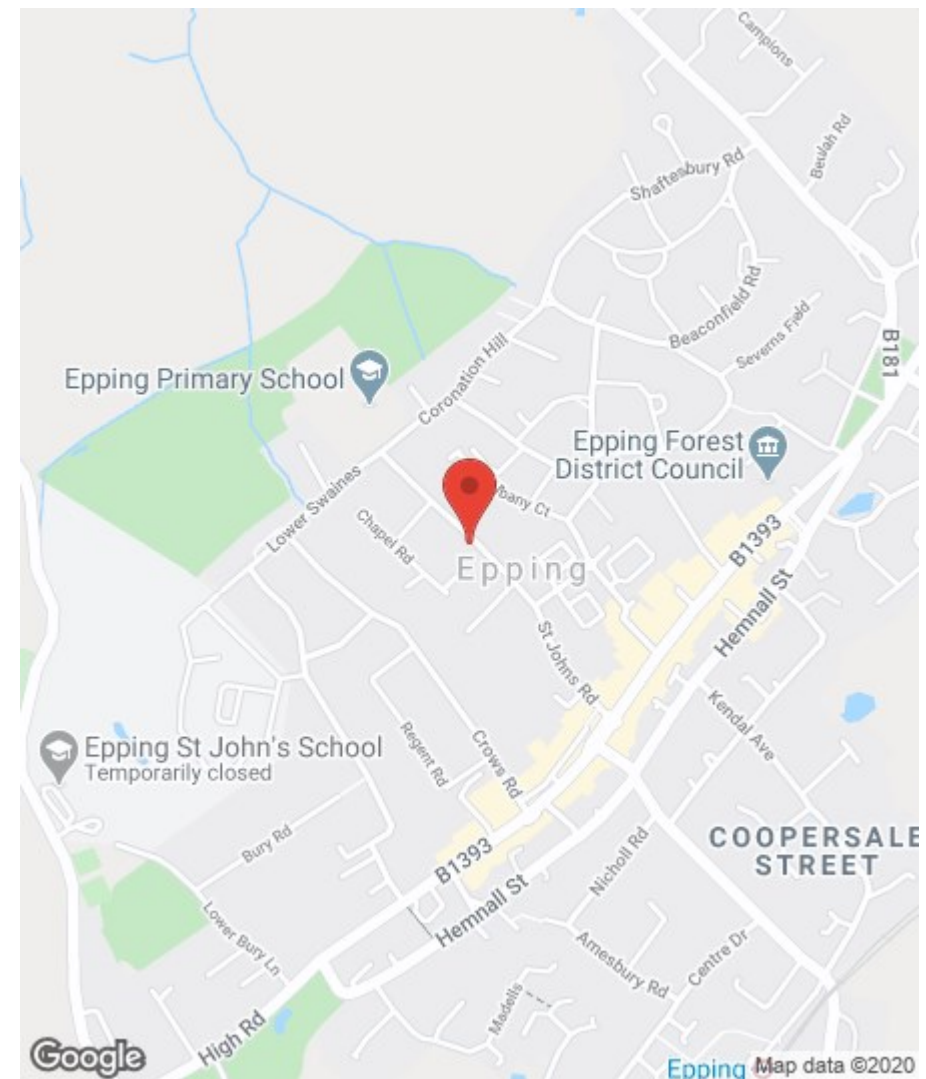 Campions
Beulah Rd
Shaftesbury Rd
Beaconfield Rd
Severns Field
B181
Epping Primary School
Coronation Hill
Epping Forest
District Council
Lower Swaines
bany Ct
Chapel Rd
Epping
B1393
Hemnall St
St Johns Rd
Kendal Ave
Epping St John's School
Temporarily closed
Regent Rd
Crows Rd
Bury Rd
COOPERSALE
STREET
B1393
Nicholl Rd
Hemnall St
Lower Bury Ln
Amesbury Rd
Centre Dr
Madells
High Rd
Google
Epping
Map data ©2020